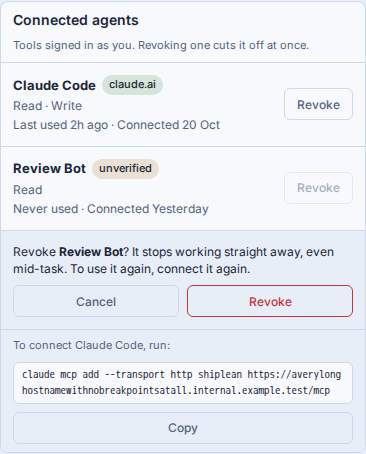 Connected agents
Tools signed in as you. Revoking one cuts it off at once.
Claude Code claude.ai
Read · Write
Revoke
Last used 2h ago · Connected 20 Oct
Review Bot unverified
Read
Revoke
Never used · Connected Yesterday
Revoke Review Bot? It stops working straight away, even
mid-task. To use it again, connect it again.
Cancel Revoke
To connect Claude Code, run:
claude mcp add --transport http shiplean https://averylong
hostnamewithnobreakpointsatall.internal.example.test/mcp
Copy